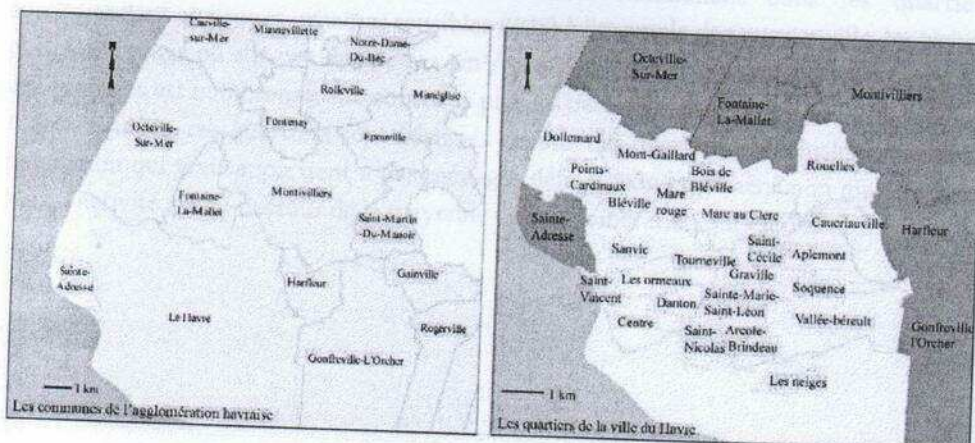 Cauville-
sur-Mer
Mannevillette
Notre-Dame-
Du-Bec
Rolleville
Manéglise
Octeville-
Sur-Mer
Fontenay
Epouville
Fontaine-
La-Mallet
Montivilliers
Saint-Martin
-Du-Manoir
Sainte-
Adresse
Harfleur
Gainville
Le Havre
Rogerville
Gonfreville-L'Orcher
1 km
Les communes de l'agglomération havraise
Octeville-
Sur-Mer
Fontaine-
La-Mallet
Montivilliers
Dollemard
Mont-Gaillard
Rouelles
Points-
Cardinaux
Bois de
Bléville
Bléville
Mare
rouge
Mare au Clerc
Caucriauville
Sainte-
Adresse
Harfleur
Sanvic
Saint-
Cécile
Aplemont
Tourneville
Graville
Saint-
Vincent
Les ormeaux
Soquence
Danton
Sainte-Marie-
Saint-Léon
Vallée-béreult
Centre
Saint-
Nicolas
Arcole-
Brindeau
Gonfreville
l'Orcher
Les neiges
1 km
Les quartiers de la ville du Havre